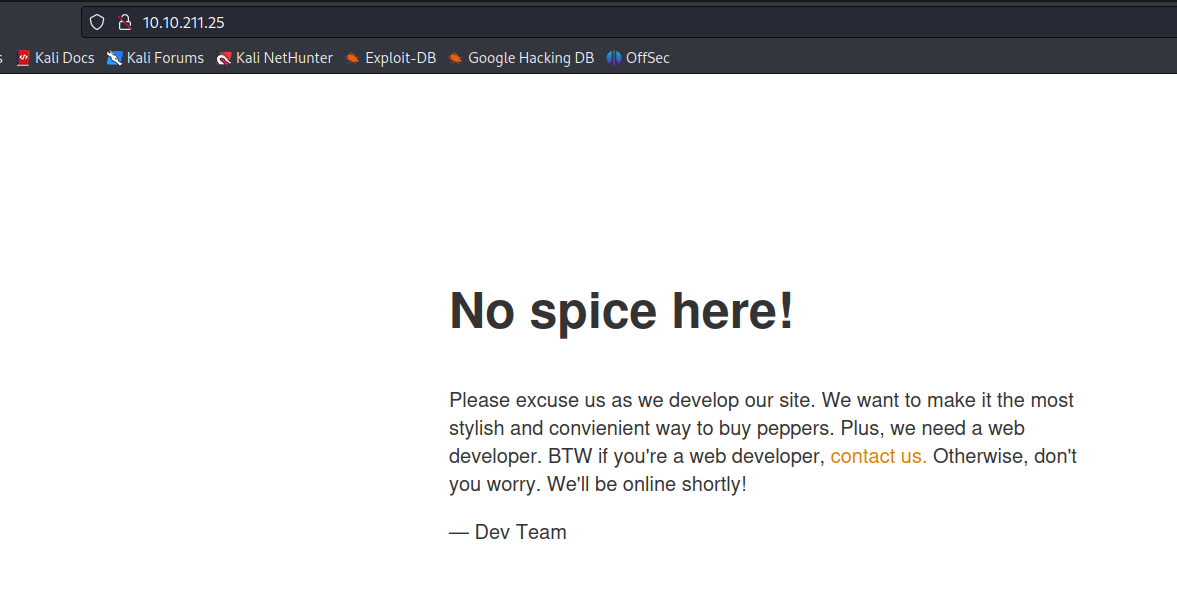 10.10.211.25
s Kali Docs Kali Forums Kali NetHunter Exploit-DB Google Hacking DB OffSec
No spice here!
Please excuse us as we develop our site. We want to make it the most
stylish and convienient way to buy peppers. Plus, we need a web
developer. BTW if you're a web developer, contact us. Otherwise, don't
you worry. We'll be online shortly!
— Dev Team